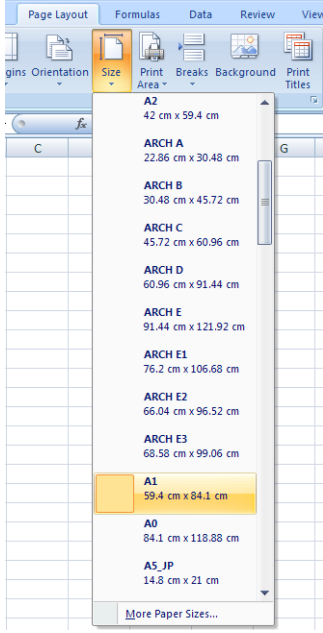 Page Layout Formulas Data Review View
gins Orientation Size Print Area Breaks Background Print Titles
fx
C G
A2
42 cm x 59.4 cm
ARCH A
22.86 cm x 30.48 cm
ARCH B
30.48 cm x 45.72 cm
ARCH C
45.72 cm x 60.96 cm
ARCH D
60.96 cm x 91.44 cm
ARCH E
91.44 cm x 121.92 cm
ARCH E1
76.2 cm x 106.68 cm
ARCH E2
66.04 cm x 96.52 cm
ARCH E3
68.58 cm x 99.06 cm
A1
59.4 cm x 84.1 cm
A0
84.1 cm x 118.88 cm
A5_JP
14.8 cm x 21 cm
More Paper Sizes...